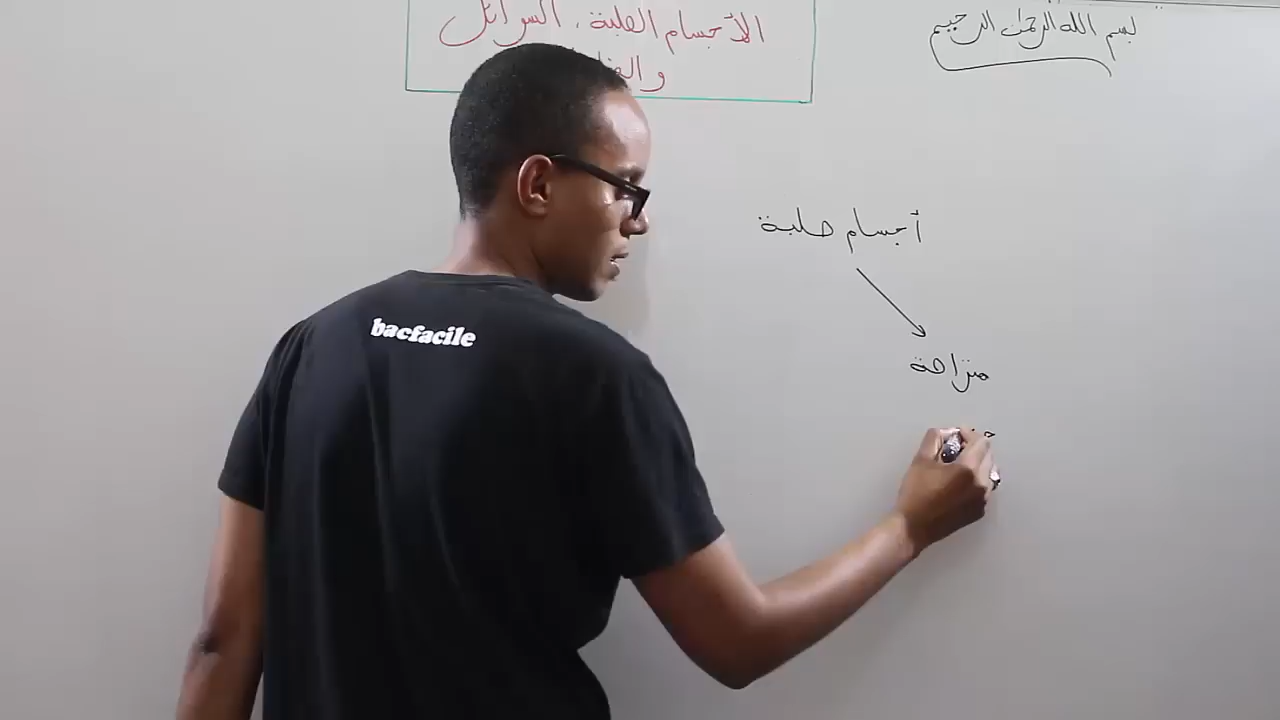 بسم الله الرحمن الرحيم
الأجسام الصلبة ، السوائل
أجسام صلبة
متراصة
bacfacile